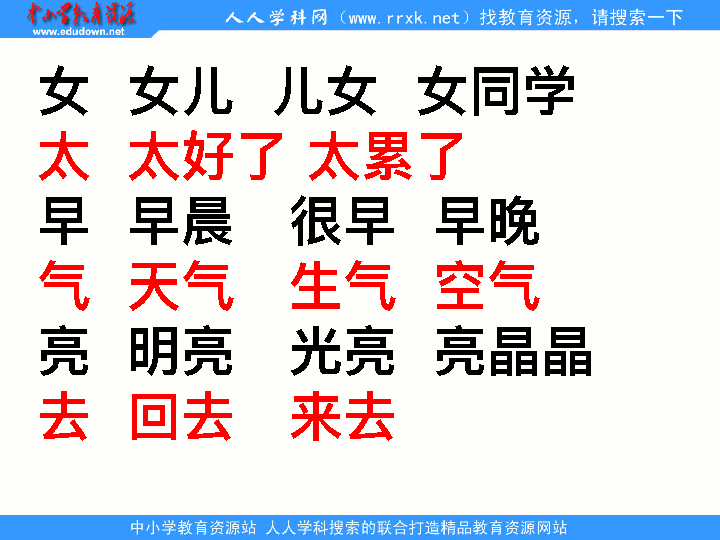 中小学教育资源
www.edudown.net
人人学科网（www.rrxk.net）找教育资源，请搜索一下
女 女儿 儿女 女同学
太 太好了 太累了
早 早晨 很早 早晚
气 天气 生气 空气
亮 明亮 光亮 亮晶晶
去 回去 来去
中小学教育资源站 人人学科搜索的联合打造精品教育资源网站